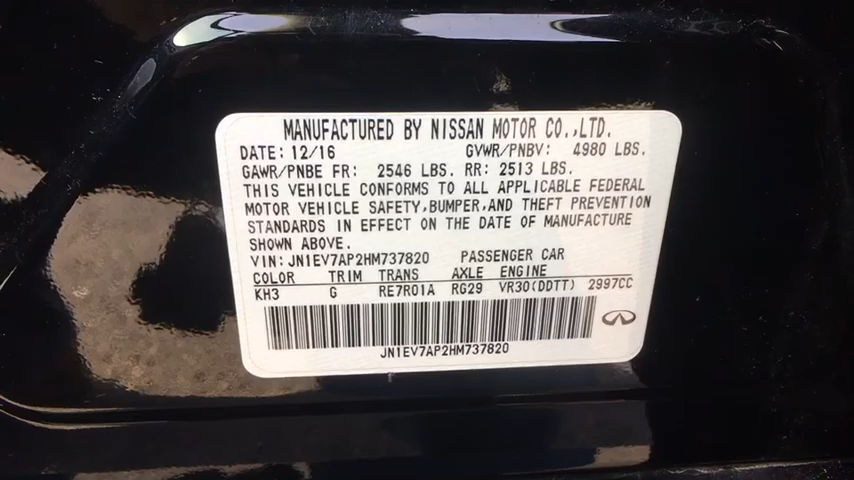 MANUFACTURED BY NISSAN MOTOR CO.,LTD.
DATE: 12/16 GVWR/PNBV: 4980 LBS.
GAWR/PNBE FR: 2546 LBS. RR: 2513 LBS.
THIS VEHICLE CONFORMS TO ALL APPLICABLE FEDERAL
MOTOR VEHICLE SAFETY,BUMPER,AND THEFT PREVENTION
STANDARDS IN EFFECT ON THE DATE OF MANUFACTURE
SHOWN ABOVE.
VIN: JN1EV7AP2HM737820 PASSENGER CAR
COLOR TRIM TRANS AXLE ENGINE
KH3 G RE7R01A RG29 VR30(DDTT) 2997CC
JN1EV7AP2HM737820